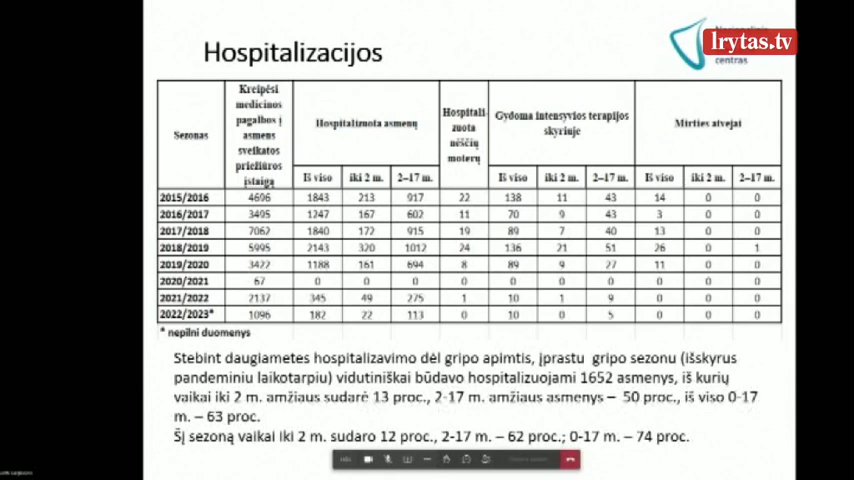 lrytas.tv
centras
Hospitalizacijos
Sezonas | Kreipėsi medicinos pagalbos į asmens sveikatos priežiūros įstaigą | Hospitalizuota asmenų | Hospitalizuota nėščių moterų | Gydoma intensyvios terapijos skyriuje | Mirties atvejai
Iš viso | iki 2 m. | 2–17 m. | Iš viso | iki 2 m. | 2–17 m. | Iš viso | iki 2 m. | 2–17 m.
2015/2016 | 4696 | 1843 | 213 | 917 | 22 | 138 | 11 | 43 | 14 | 0 | 0
2016/2017 | 3495 | 1247 | 167 | 602 | 11 | 70 | 9 | 43 | 3 | 0 | 0
2017/2018 | 7062 | 1840 | 172 | 915 | 19 | 89 | 7 | 40 | 13 | 0 | 0
2018/2019 | 5995 | 2143 | 320 | 1012 | 24 | 136 | 21 | 51 | 26 | 0 | 1
2019/2020 | 3422 | 1188 | 161 | 694 | 8 | 89 | 9 | 27 | 11 | 0 | 0
2020/2021 | 67 | 0 | 0 | 0 | 0 | 0 | 0 | 0 | 0 | 0 | 0
2021/2022 | 2137 | 345 | 49 | 275 | 1 | 10 | 1 | 9 | 0 | 0 | 0
2022/2023* | 1096 | 182 | 22 | 113 | 0 | 10 | 0 | 5 | 0 | 0 | 0
* nepilni duomenys
Stebint daugiametes hospitalizavimo dėl gripo apimtis, įprastu gripo sezonu (išskyrus
pandeminiu laikotarpiu) vidutiniškai būdavo hospitalizuojami 1652 asmenys, iš kurių
vaikai iki 2 m. amžiaus sudarė 13 proc., 2-17 m. amžiaus asmenys – 50 proc., iš viso 0-17
m. – 63 proc.
Šį sezoną vaikai iki 2 m. sudaro 12 proc., 2-17 m. – 62 proc.; 0-17 m. – 74 proc.